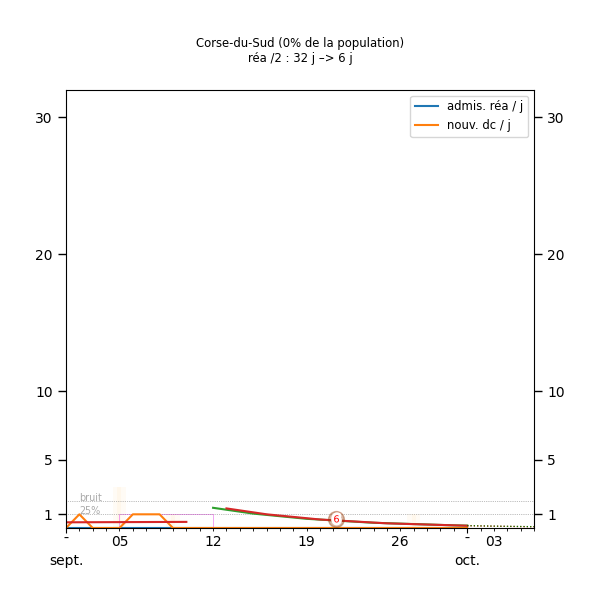 Corse-du-Sud (0% de la population)
réa /2 : 32 j –> 6 j
admis. réa / j
nouv. dc / j
30
30
20
20
10
10
5
5
bruit
25%
1
1
6
- 05 12 19 26 - 03
sept. oct.